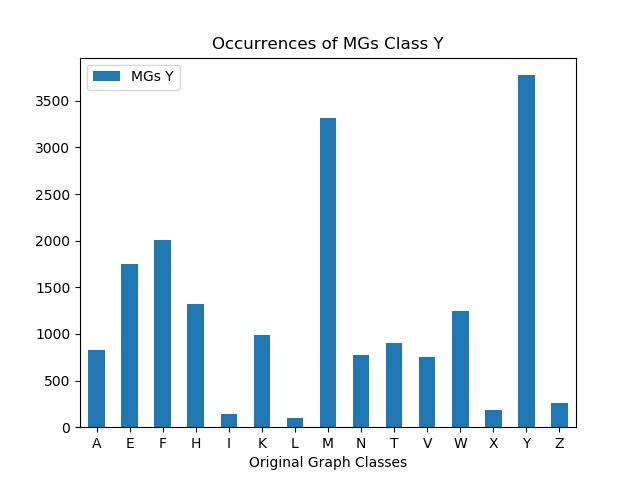 Occurrences of MGs Class Y
MGs Y
3500
3000
2500
2000
1500
1000
500
0
A E F H I K L M N T V W X Y Z
Original Graph Classes